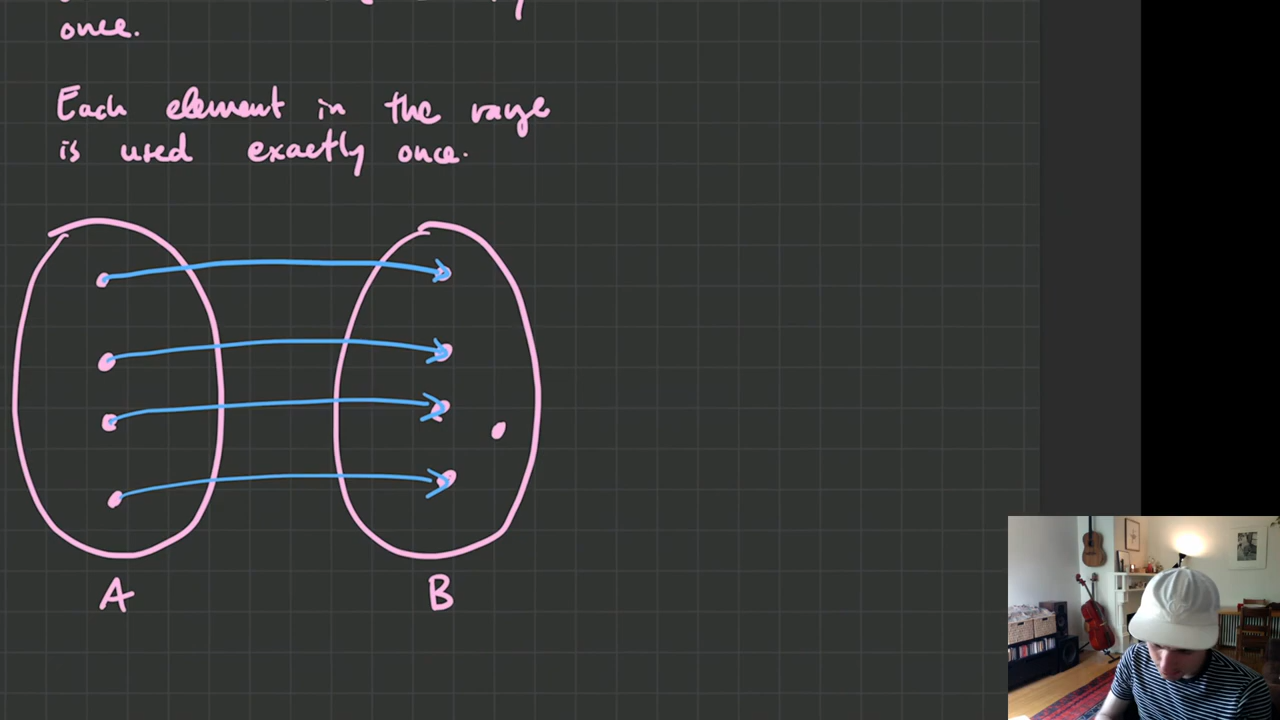 once.
Each element in the range
is used exactly once.
A B